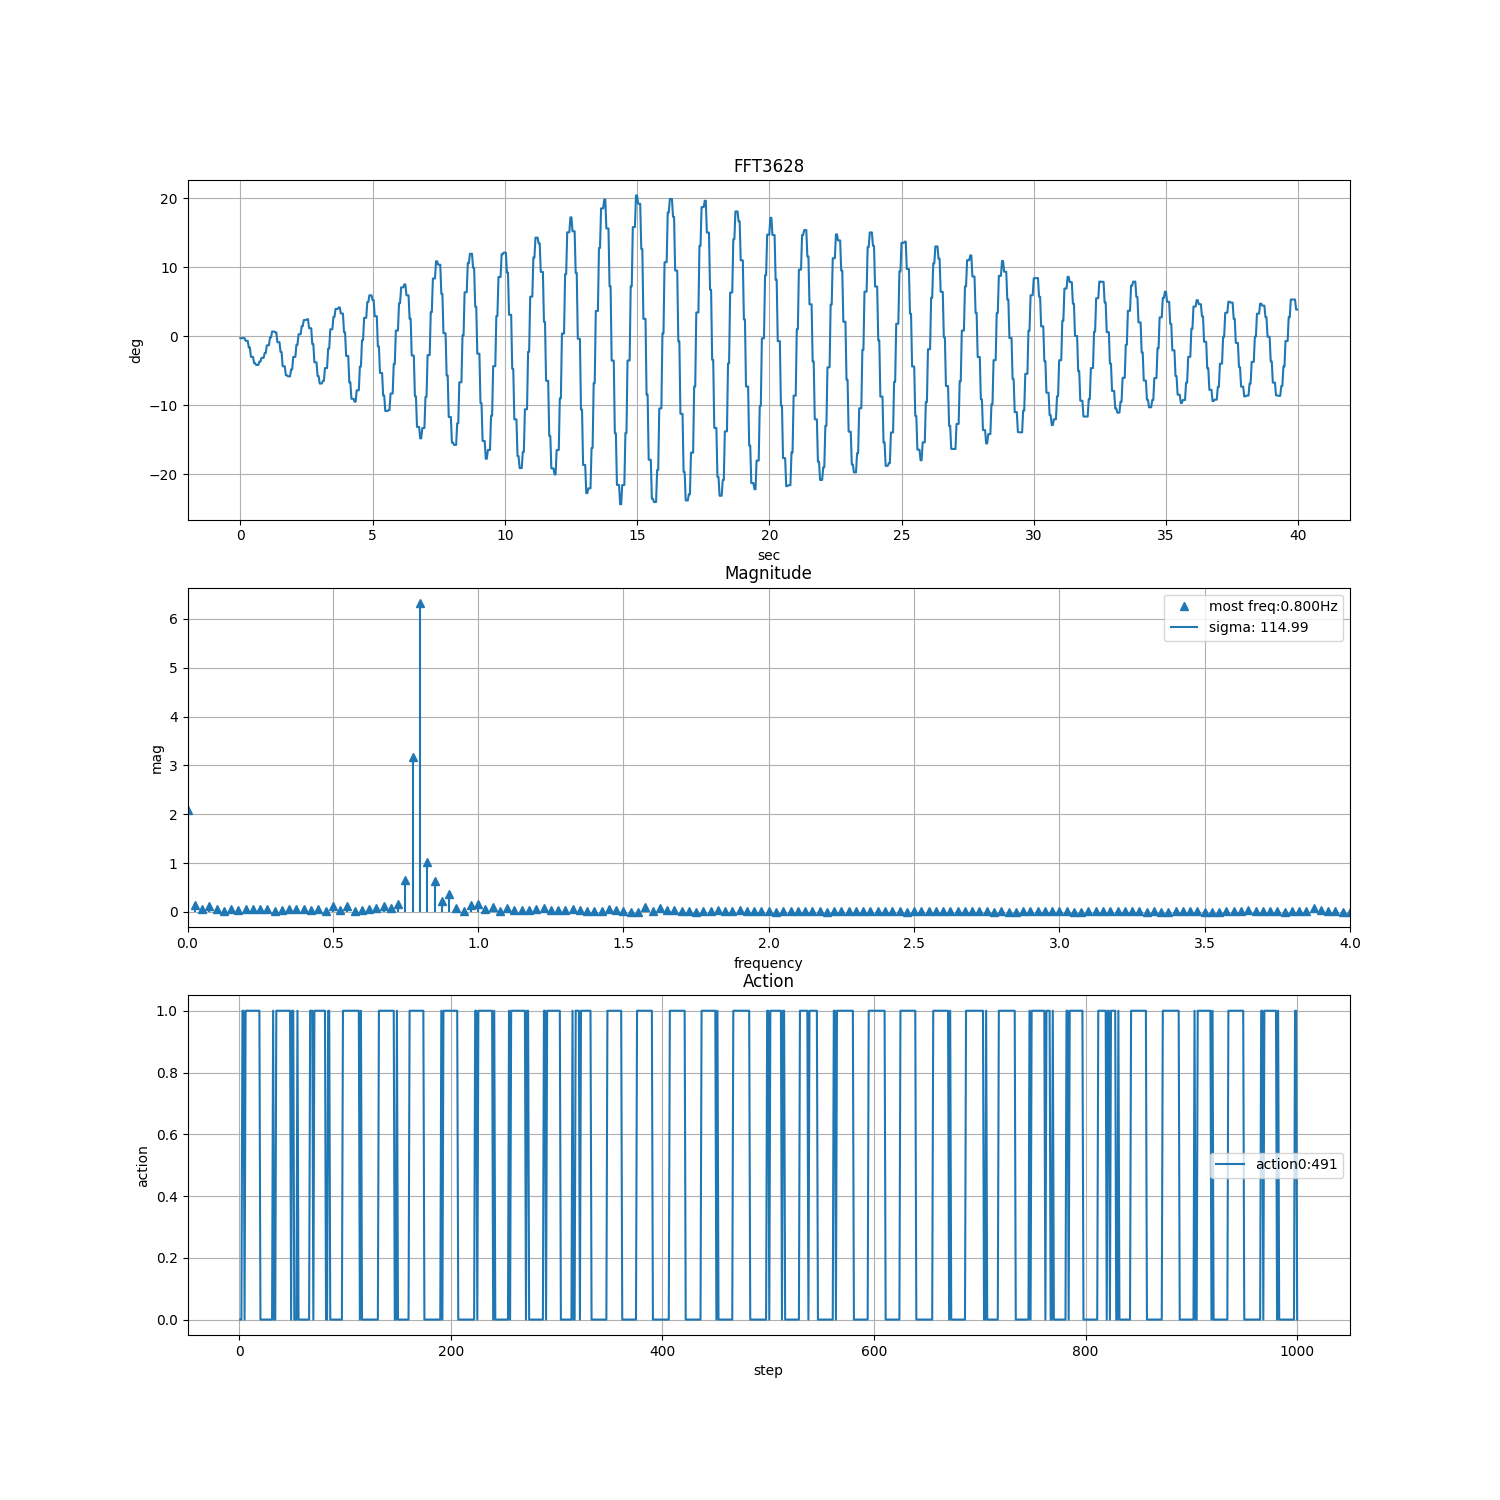 FFT3628
20
10
0
−10
−20
deg
0 5 10 15 20 25 30 35 40
sec
Magnitude
most freq:0.800Hz
sigma: 114.99
6
5
4
3
2
1
0
mag
0.0 0.5 1.0 1.5 2.0 2.5 3.0 3.5 4.0
frequency
Action
1.0
0.8
0.6
0.4
0.2
0.0
action
action0:491
0 200 400 600 800 1000
step